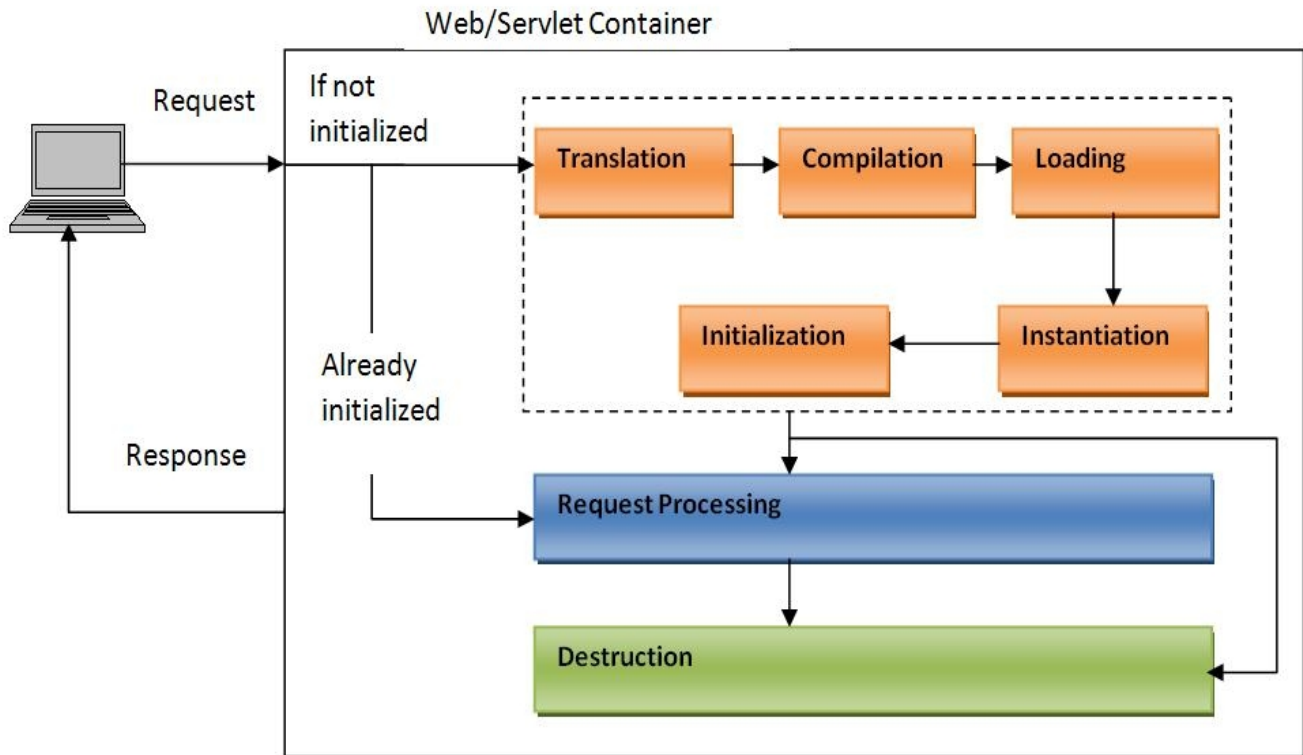 Web/Servlet Container
Request
If not
initialized
Translation
Compilation
Loading
Initialization
Instantiation
Already
initialized
Response
Request Processing
Destruction